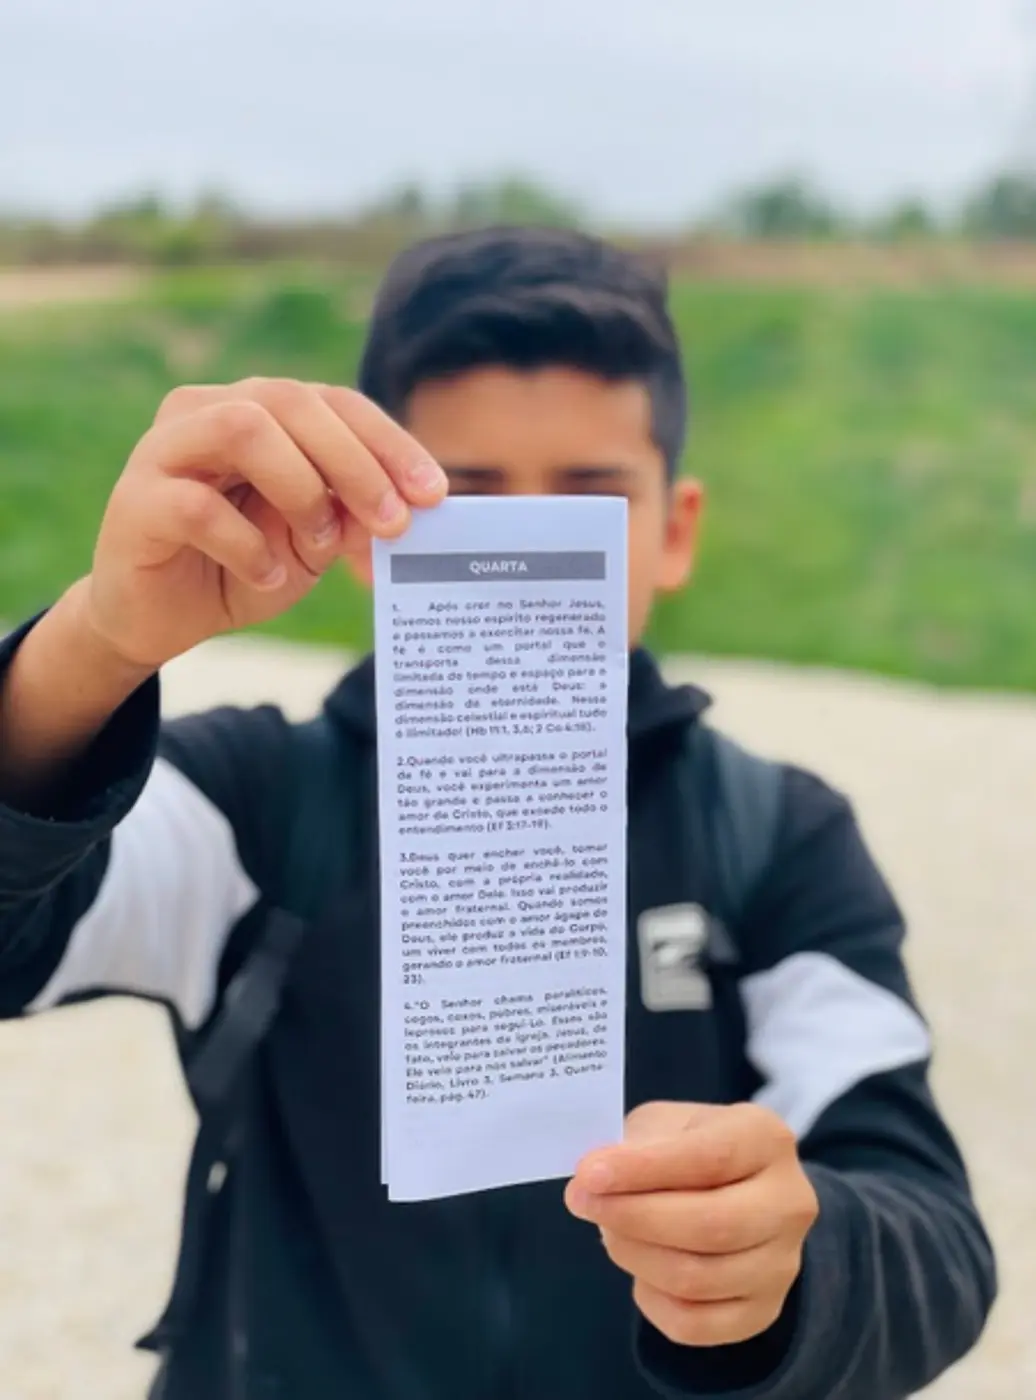 QUARTA
1. Após crer no Senhor Jesus,
tivemos nosso espírito regenerado
e passamos a exercitar nossa fé. A
fé é como um portal que o
transporta dessa dimensão
limitada de tempo e espaço para a
dimensão onde está Deus: a
dimensão da eternidade. Nessa
dimensão celestial e espiritual tudo
é ilimitado! (Hb 11:1, 3,6; 2 Co 4:18).
2.Quando você ultrapassa o portal
da fé e vai para a dimensão de
Deus, você experimenta um amor
tão grande e passa a conhecer o
amor de Cristo, que excede todo o
entendimento (Ef 3:17-19).
3.Deus quer encher você, tomar
você por meio de enchê-lo com
Cristo, com a própria realidade,
com o amor Dele. Isso vai produzir
o amor fraternal. Quando somos
preenchidos com o amor ágape de
Deus, ele produz a vida do Corpo,
um viver com todos os membros,
gerando o amor fraternal (Ef 1:9-10,
23).
4."O Senhor chama paralíticos,
cegos, coxos, pobres, miseráveis e
leprosos para segui-Lo. Esses são
os integrantes da igreja. Jesus, de
fato, veio para salvar os pecadores.
Ele veio para nos salvar" (Alimento
Diário, Livro 3, Semana 3, Quarta-
feira, pág. 47).